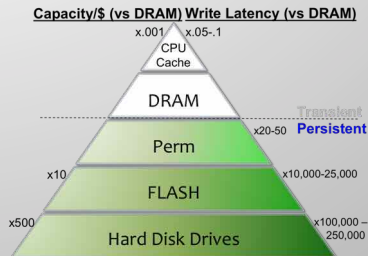 Capacity/$ (vs DRAM) Write Latency (vs DRAM)
x.001 x.05-.1
CPU
Cache
DRAM
Transient
Persistent
x20-50
Perm
x10 x10,000-25,000
FLASH
x500 x100,000 –
250,000
Hard Disk Drives